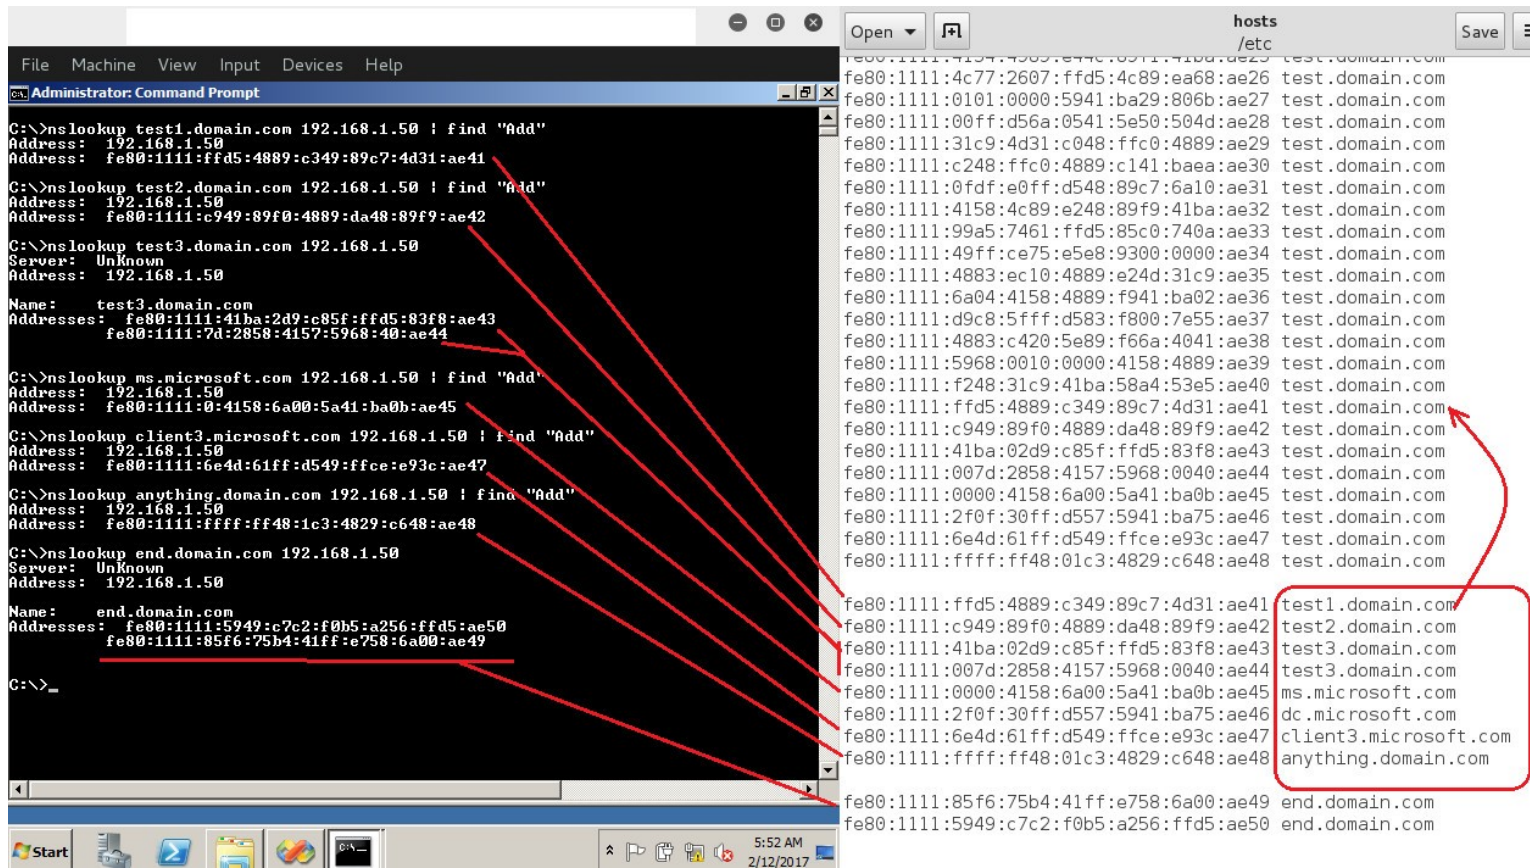 File Machine View Input Devices Help
Administrator: Command Prompt
C:\>nslookup test1.domain.com 192.168.1.50 | find "Add"
Address: 192.168.1.50
Address: fe80:1111:ffd5:4889:c349:89c7:4d31:ae41
C:\>nslookup test2.domain.com 192.168.1.50 | find "Add"
Address: 192.168.1.50
Address: fe80:1111:c949:89f0:4889:da48:89f9:ae42
C:\>nslookup test3.domain.com 192.168.1.50
Server: UnKnown
Address: 192.168.1.50
Name: test3.domain.com
Addresses: fe80:1111:41ba:2d9:c85f:ffd5:83f8:ae43
fe80:1111:7d:2858:4157:5968:40:ae44
C:\>nslookup ms.microsoft.com 192.168.1.50 | find "Add"
Address: 192.168.1.50
Address: fe80:1111:0:4158:6a00:5a41:ba0b:ae45
C:\>nslookup client3.microsoft.com 192.168.1.50 | find "Add"
Address: 192.168.1.50
Address: fe80:1111:6e4d:61ff:d549:ffce:e93c:ae47
C:\>nslookup anything.domain.com 192.168.1.50 | find "Add"
Address: 192.168.1.50
Address: fe80:1111:ffff:ff48:1c3:4829:c648:ae48
C:\>nslookup end.domain.com 192.168.1.50
Server: UnKnown
Address: 192.168.1.50
Name: end.domain.com
Addresses: fe80:1111:5949:c7c2:f0b5:a256:ffd5:ae50
fe80:1111:85f6:75b4:41ff:e758:6a00:ae49
C:\>_
Start
5:52 AM
2/12/2017
Open
hosts
/etc
Save
test.domain.com
fe80:1111:4c77:2607:ffd5:4c89:ea68:ae26 test.domain.com
fe80:1111:0101:0000:5941:ba29:806b:ae27 test.domain.com
fe80:1111:00ff:d56a:0541:5e50:504d:ae28 test.domain.com
fe80:1111:31c9:4d31:c048:ffc0:4889:ae29 test.domain.com
fe80:1111:c248:ffc0:4889:c141:baea:ae30 test.domain.com
fe80:1111:0fdf:e0ff:d548:89c7:6a10:ae31 test.domain.com
fe80:1111:4158:4c89:e248:89f9:41ba:ae32 test.domain.com
fe80:1111:99a5:7461:ffd5:85c0:740a:ae33 test.domain.com
fe80:1111:49ff:ce75:e5e8:9300:0000:ae34 test.domain.com
fe80:1111:4883:ec10:4889:e24d:31c9:ae35 test.domain.com
fe80:1111:6a04:4158:4889:f941:ba02:ae36 test.domain.com
fe80:1111:d9c8:5fff:d583:f800:7e55:ae37 test.domain.com
fe80:1111:4883:c420:5e89:f66a:4041:ae38 test.domain.com
fe80:1111:5968:0010:0000:4158:4889:ae39 test.domain.com
fe80:1111:f248:31c9:41ba:58a4:53e5:ae40 test.domain.com
fe80:1111:ffd5:4889:c349:89c7:4d31:ae41 test.domain.com
fe80:1111:c949:89f0:4889:da48:89f9:ae42 test.domain.com
fe80:1111:41ba:02d9:c85f:ffd5:83f8:ae43 test.domain.com
fe80:1111:007d:2858:4157:5968:0040:ae44 test.domain.com
fe80:1111:0000:4158:6a00:5a41:ba0b:ae45 test.domain.com
fe80:1111:2f0f:30ff:d557:5941:ba75:ae46 test.domain.com
fe80:1111:6e4d:61ff:d549:ffce:e93c:ae47 test.domain.com
fe80:1111:ffff:ff48:01c3:4829:c648:ae48 test.domain.com
fe80:1111:ffd5:4889:c349:89c7:4d31:ae41 test1.domain.com
fe80:1111:c949:89f0:4889:da48:89f9:ae42 test2.domain.com
fe80:1111:41ba:02d9:c85f:ffd5:83f8:ae43 test3.domain.com
fe80:1111:007d:2858:4157:5968:0040:ae44 test3.domain.com
fe80:1111:0000:4158:6a00:5a41:ba0b:ae45 ms.microsoft.com
fe80:1111:2f0f:30ff:d557:5941:ba75:ae46 dc.microsoft.com
fe80:1111:6e4d:61ff:d549:ffce:e93c:ae47 client3.microsoft.com
fe80:1111:ffff:ff48:01c3:4829:c648:ae48 anything.domain.com
fe80:1111:85f6:75b4:41ff:e758:6a00:ae49 end.domain.com
fe80:1111:5949:c7c2:f0b5:a256:ffd5:ae50 end.domain.com